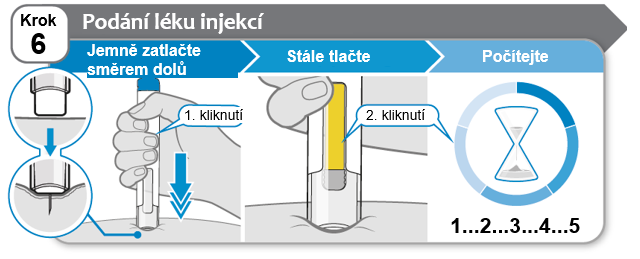 Krok
6
Podání léku injekcí
Jemně zatlačte
směrem dolů
Stále tlačte
Počítejte
1. kliknutí
2. kliknutí
1...2...3...4...5